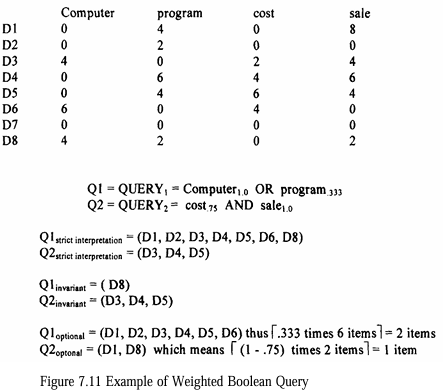 Computer program cost sale
D1 0 4 0 8
D2 0 2 0 0
D3 4 0 2 4
D4 0 6 4 6
D5 0 4 6 4
D6 6 0 4 0
D7 0 0 0 0
D8 4 2 0 2
Q1 = QUERY₁ = Computer₁.₀ OR program.₃₃₃
Q2 = QUERY₂ = cost.₇₅ AND sale₁.₀
Q1strict interpretation = (D1, D2, D3, D4, D5, D6, D8)
Q2strict interpretation = (D3, D4, D5)
Q1invariant = ( D8)
Q2invariant = (D3, D4, D5)
Q1optional = (D1, D2, D3, D4, D5, D6) thus⌈.333 times 6 items⌉= 2 items
Q2optonal = (D1, D8) which means ⌈ (1 - .75) times 2 items⌉= 1 item
Figure 7.11 Example of Weighted Boolean Query